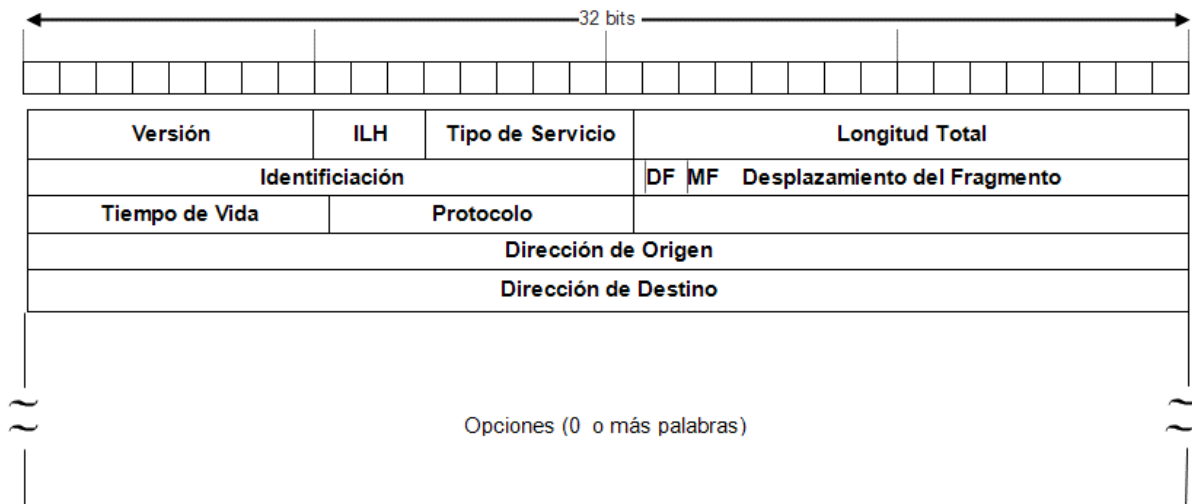 32 bits
Versión ILH Tipo de Servicio Longitud Total
Identificiación DF MF Desplazamiento del Fragmento
Tiempo de Vida Protocolo
Dirección de Origen
Dirección de Destino
Opciones (0 o más palabras)